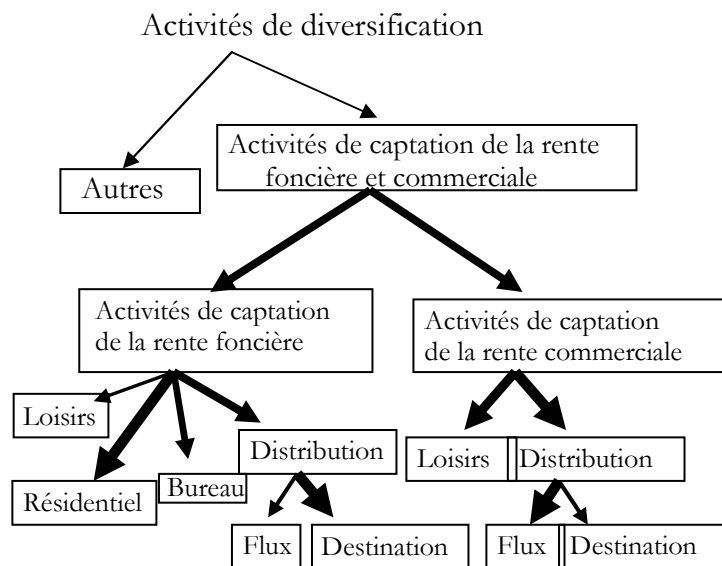 Activités de diversification
Activités de captation de la rente
foncière et commerciale
Autres
Activités de captation
de la rente foncière
Activités de captation
de la rente commerciale
Loisirs
Distribution
Loisirs
Distribution
Résidentiel
Bureau
Flux
Destination
Flux
Destination